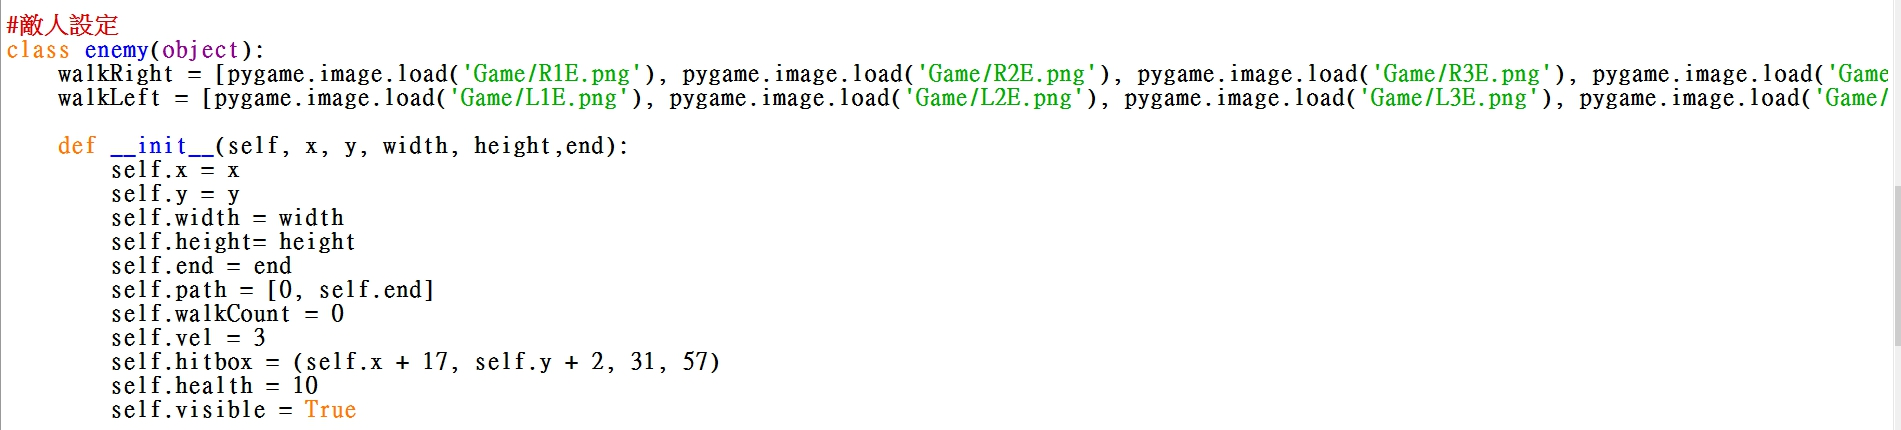 #敵人設定
class enemy(object):
    walkRight = [pygame.image.load('Game/R1E.png'), pygame.image.load('Game/R2E.png'), pygame.image.load('Game/R3E.png'), pygame.image.load('Game
    walkLeft = [pygame.image.load('Game/L1E.png'), pygame.image.load('Game/L2E.png'), pygame.image.load('Game/L3E.png'), pygame.image.load('Game/
    def __init__(self, x, y, width, height,end):
        self.x = x
        self.y = y
        self.width = width
        self.height= height
        self.end = end
        self.path = [0, self.end]
        self.walkCount = 0
        self.vel = 3
        self.hitbox = (self.x + 17, self.y + 2, 31, 57)
        self.health = 10
        self.visible = True